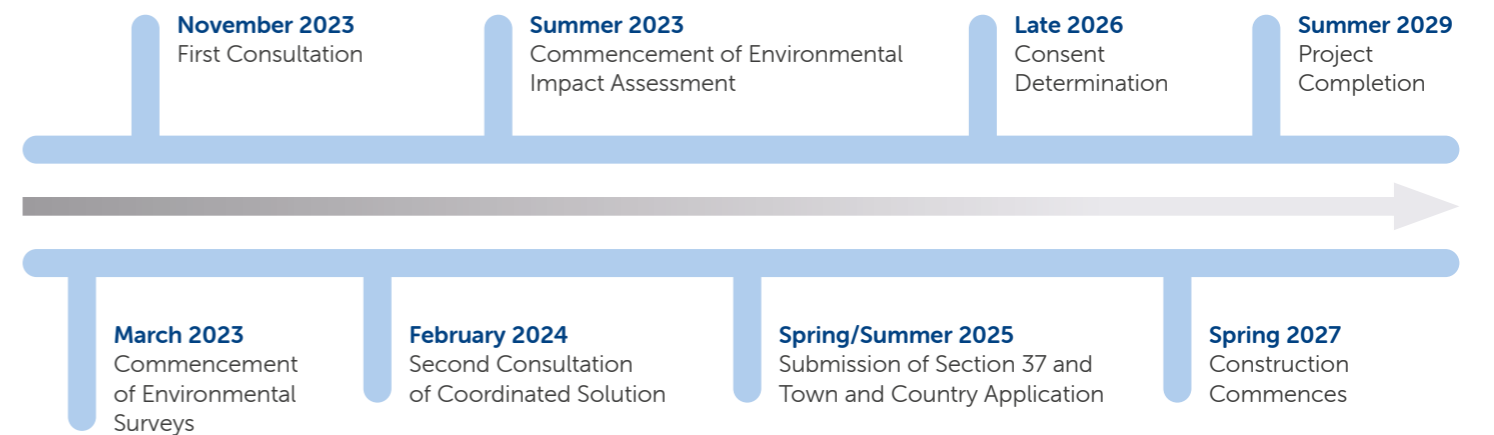 November 2023
First Consultation
Summer 2023
Commencement of Environmental
Impact Assessment
Late 2026
Consent
Determination
Summer 2029
Project
Completion
March 2023
Commencement
of Environmental
Surveys
February 2024
Second Consultation
of Coordinated Solution
Spring/Summer 2025
Submission of Section 37 and
Town and Country Application
Spring 2027
Construction
Commences